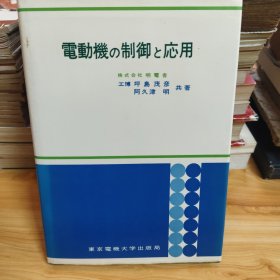 電動機の制御と応用
株式会社 明電舎
工博 坪島茂彦
阿久津 明
共著
東京電機大学出版局